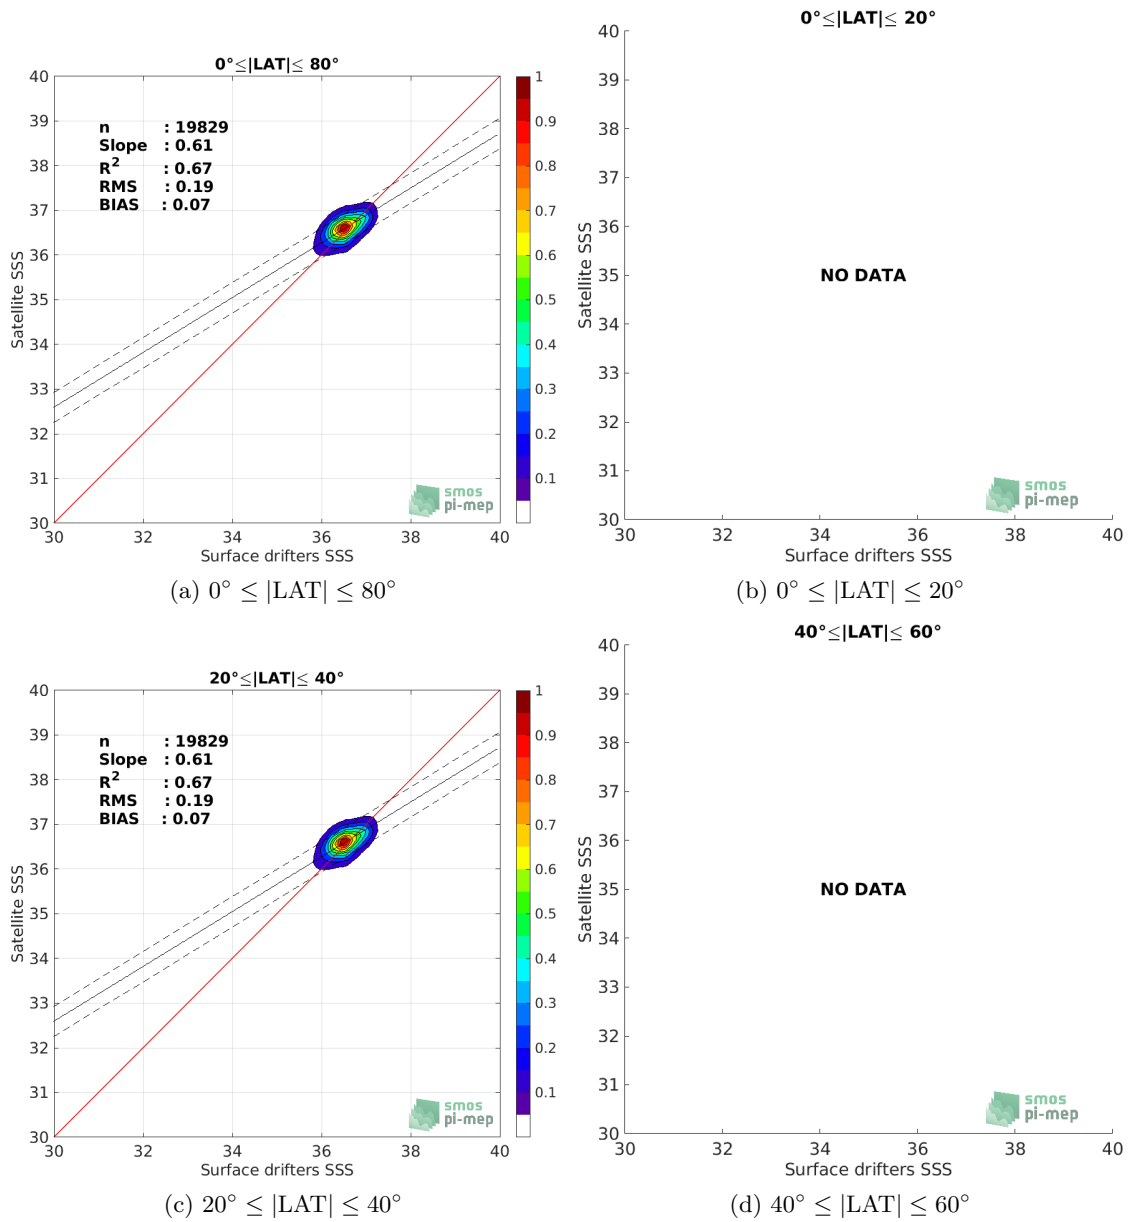 0°≤|LAT|≤ 80°
40
39
38
37
36
35
34
33
32
31
30
Satellite SSS
n : 19829
Slope : 0.61
R2 : 0.67
RMS : 0.19
BIAS : 0.07
smos
pi-mep
30 32 34 36 38 40
Surface drifters SSS
1
0.9
0.8
0.7
0.6
0.5
0.4
0.3
0.2
0.1
(a) 0° ≤ |LAT| ≤ 80°
0°≤|LAT|≤ 20°
40
39
38
37
36
35
34
33
32
31
30
Satellite SSS
NO DATA
smos
pi-mep
30 32 34 36 38 40
Surface drifters SSS
(b) 0° ≤ |LAT| ≤ 20°
20°≤|LAT|≤ 40°
40
39
38
37
36
35
34
33
32
31
30
Satellite SSS
n : 19829
Slope : 0.61
R2 : 0.67
RMS : 0.19
BIAS : 0.07
smos
pi-mep
30 32 34 36 38 40
Surface drifters SSS
1
0.9
0.8
0.7
0.6
0.5
0.4
0.3
0.2
0.1
(c) 20° ≤ |LAT| ≤ 40°
40°≤|LAT|≤ 60°
40
39
38
37
36
35
34
33
32
31
30
Satellite SSS
NO DATA
smos
pi-mep
30 32 34 36 38 40
Surface drifters SSS
(d) 40° ≤ |LAT| ≤ 60°